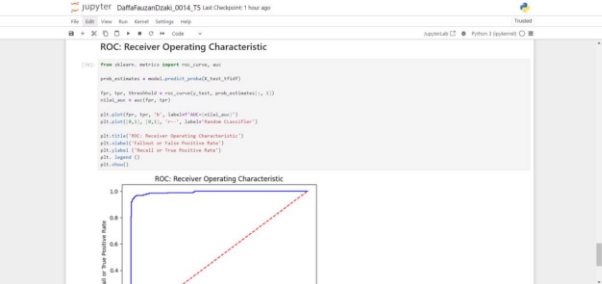 jupyter DaffaFauzanDzaki_0014_T5 Last Checkpoint: 1 hour ago
File Edit View Run Kernel Settings Help Trusted
Code JupyterLab Python 3 (ipykernel)
ROC: Receiver Operating Characteristic
from sklearn.metrics import roc_curve, auc
prob_estimates = model.predict_proba(X_test_tfidf)
fpr, tpr, threshhold = roc_curve(y_test, prob_estimates[:, 1])
nilai_auc = auc(fpr, tpr)
plt.plot(fpr, tpr, 'b', label=f'AUC={nilai_auc}')
plt.plot([0,1], [0,1], 'r--', label='Random Classifier')
plt.title('ROC: Receiver Operating Characteristic')
plt.xlabel('Fallout or False Positive Rate')
plt.ylabel ('Recall or True Positive Rate')
plt. legend ()
plt.show()
ROC: Receiver Operating Characteristic
1.0
0.8
0.6
0.4
all or True Positive Rate